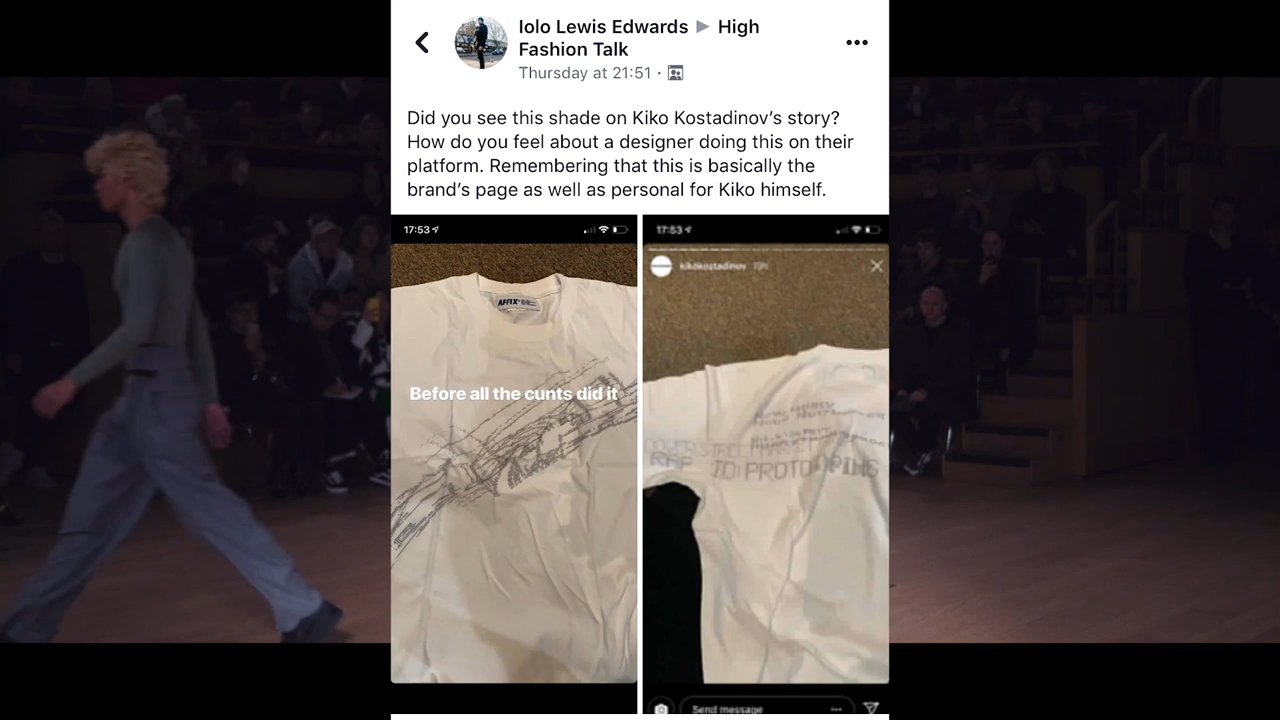 Iolo Lewis Edwards ▶ High
Fashion Talk
Thursday at 21:51 ·
Did you see this shade on Kiko Kostadinov’s story?
How do you feel about a designer doing this on their
platform. Remembering that this is basically the
brand’s page as well as personal for Kiko himself.
17:53
AFFIX
Before all the cunts did it
17:53
kikokostadinov 19h
STREET
PROTO
Send message